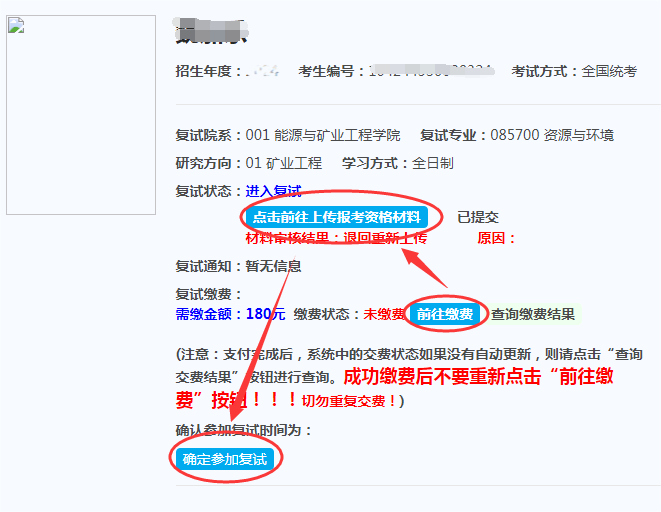 招生年度： 考生编号： 考试方式：全国统考
复试院系：001 能源与矿业工程学院 复试专业：085700 资源与环境
研究方向：01 矿业工程 学习方式：全日制
复试状态：进入复试
点击前往上传报考资格材料 已提交
材料审核结果：退回重新上传 原因：
复试通知：暂无信息
复试缴费：
需缴金额：180元 缴费状态：未缴费 前往缴费 查询缴费结果
(注意：支付完成后，系统中的交费状态如果没有自动更新，则请点击“查询
交费结果”按钮进行查询。成功缴费后不要重新点击“前往缴
费”按钮！！！切勿重复交费！)
确认参加复试时间为：
确定参加复试